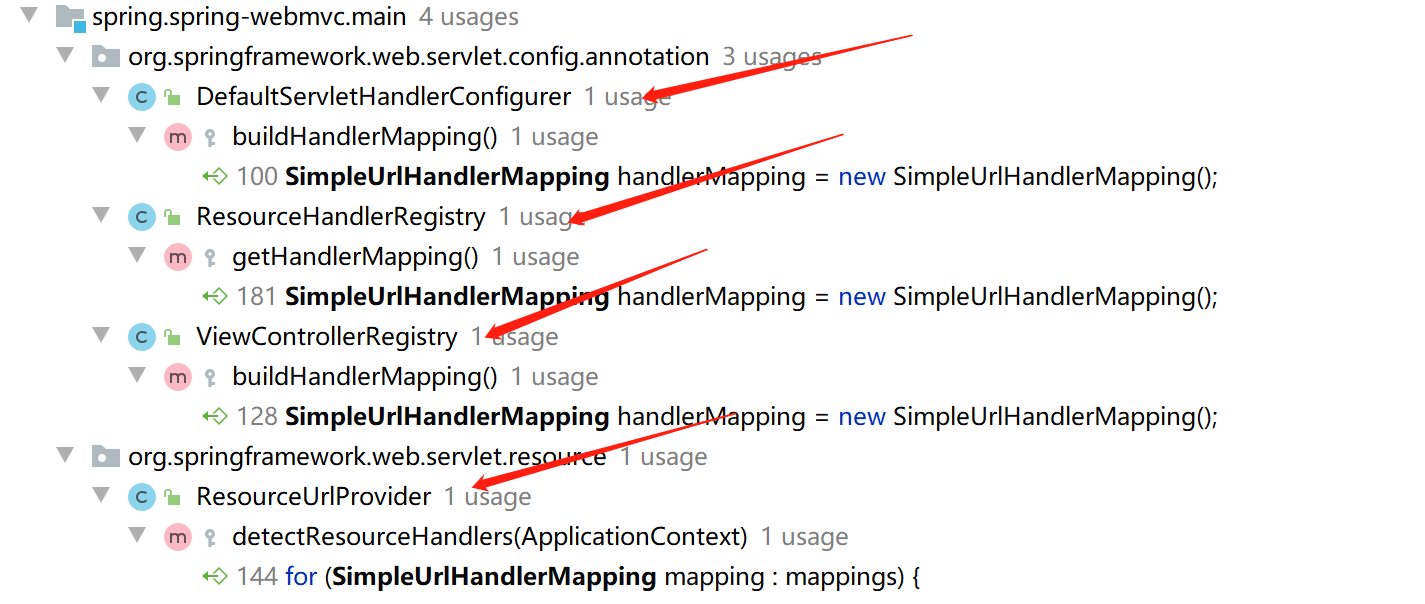 spring.spring-webmvc.main 4 usages
org.springframework.web.servlet.config.annotation 3 usages
C DefaultServletHandlerConfigurer 1 usage
m buildHandlerMapping() 1 usage
100 SimpleUrlHandlerMapping handlerMapping = new SimpleUrlHandlerMapping();
C ResourceHandlerRegistry 1 usage
m getHandlerMapping() 1 usage
181 SimpleUrlHandlerMapping handlerMapping = new SimpleUrlHandlerMapping();
C ViewControllerRegistry 1 usage
m buildHandlerMapping() 1 usage
128 SimpleUrlHandlerMapping handlerMapping = new SimpleUrlHandlerMapping();
org.springframework.web.servlet.resource 1 usage
C ResourceUrlProvider 1 usage
m detectResourceHandlers(ApplicationContext) 1 usage
144 for (SimpleUrlHandlerMapping mapping : mappings) {